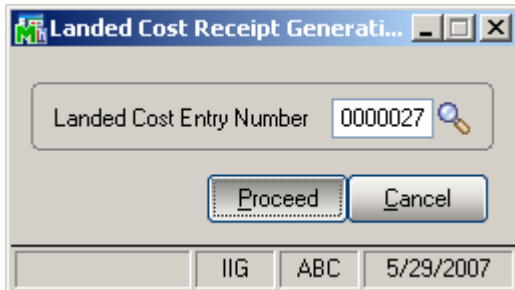 Landed Cost Receipt Generati...
Landed Cost Entry Number 0000027
Proceed Cancel
IIG ABC 5/29/2007